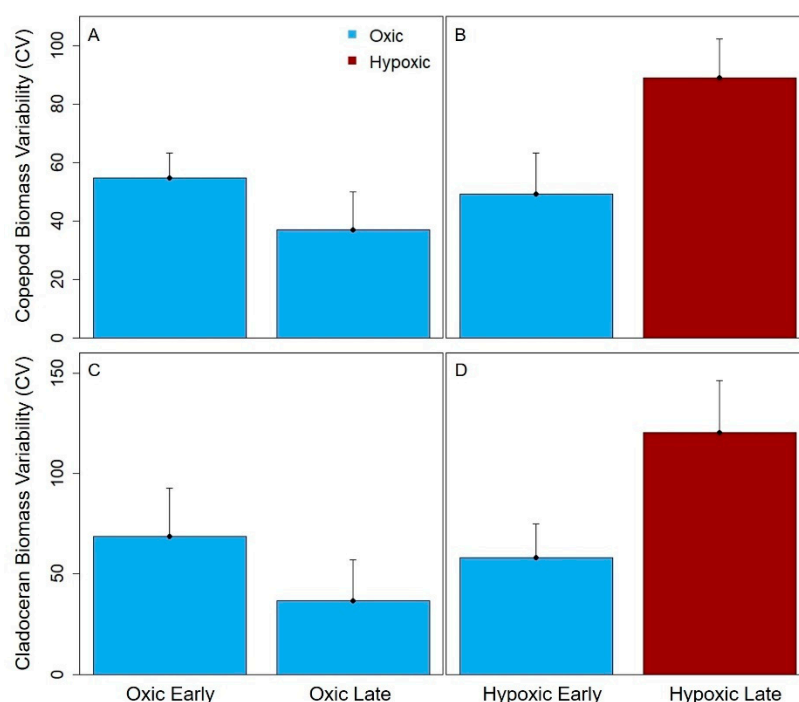 A
Oxic
Hypoxic
B
Copepod Biomass Variability (CV)
100
80
60
40
20
0
C
D
Cladoceran Biomass Variability (CV)
150
100
50
0
Oxic Early
Oxic Late
Hypoxic Early
Hypoxic Late